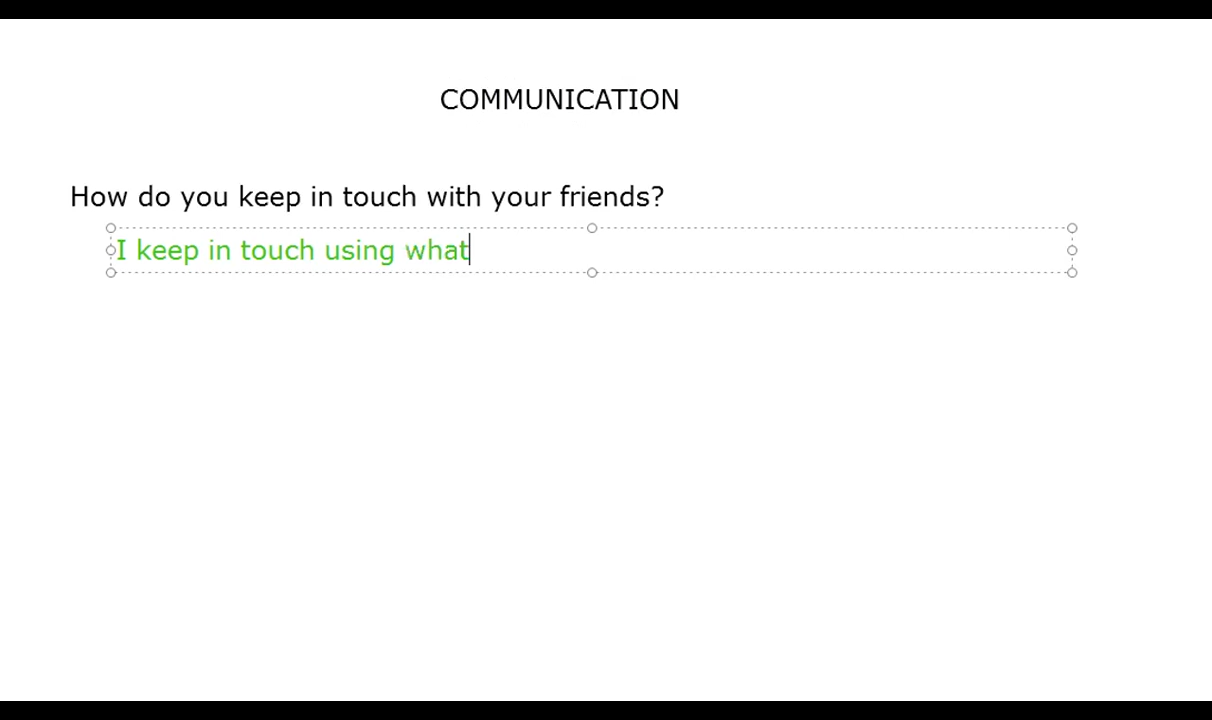 COMMUNICATION
How do you keep in touch with your friends?
I keep in touch using what